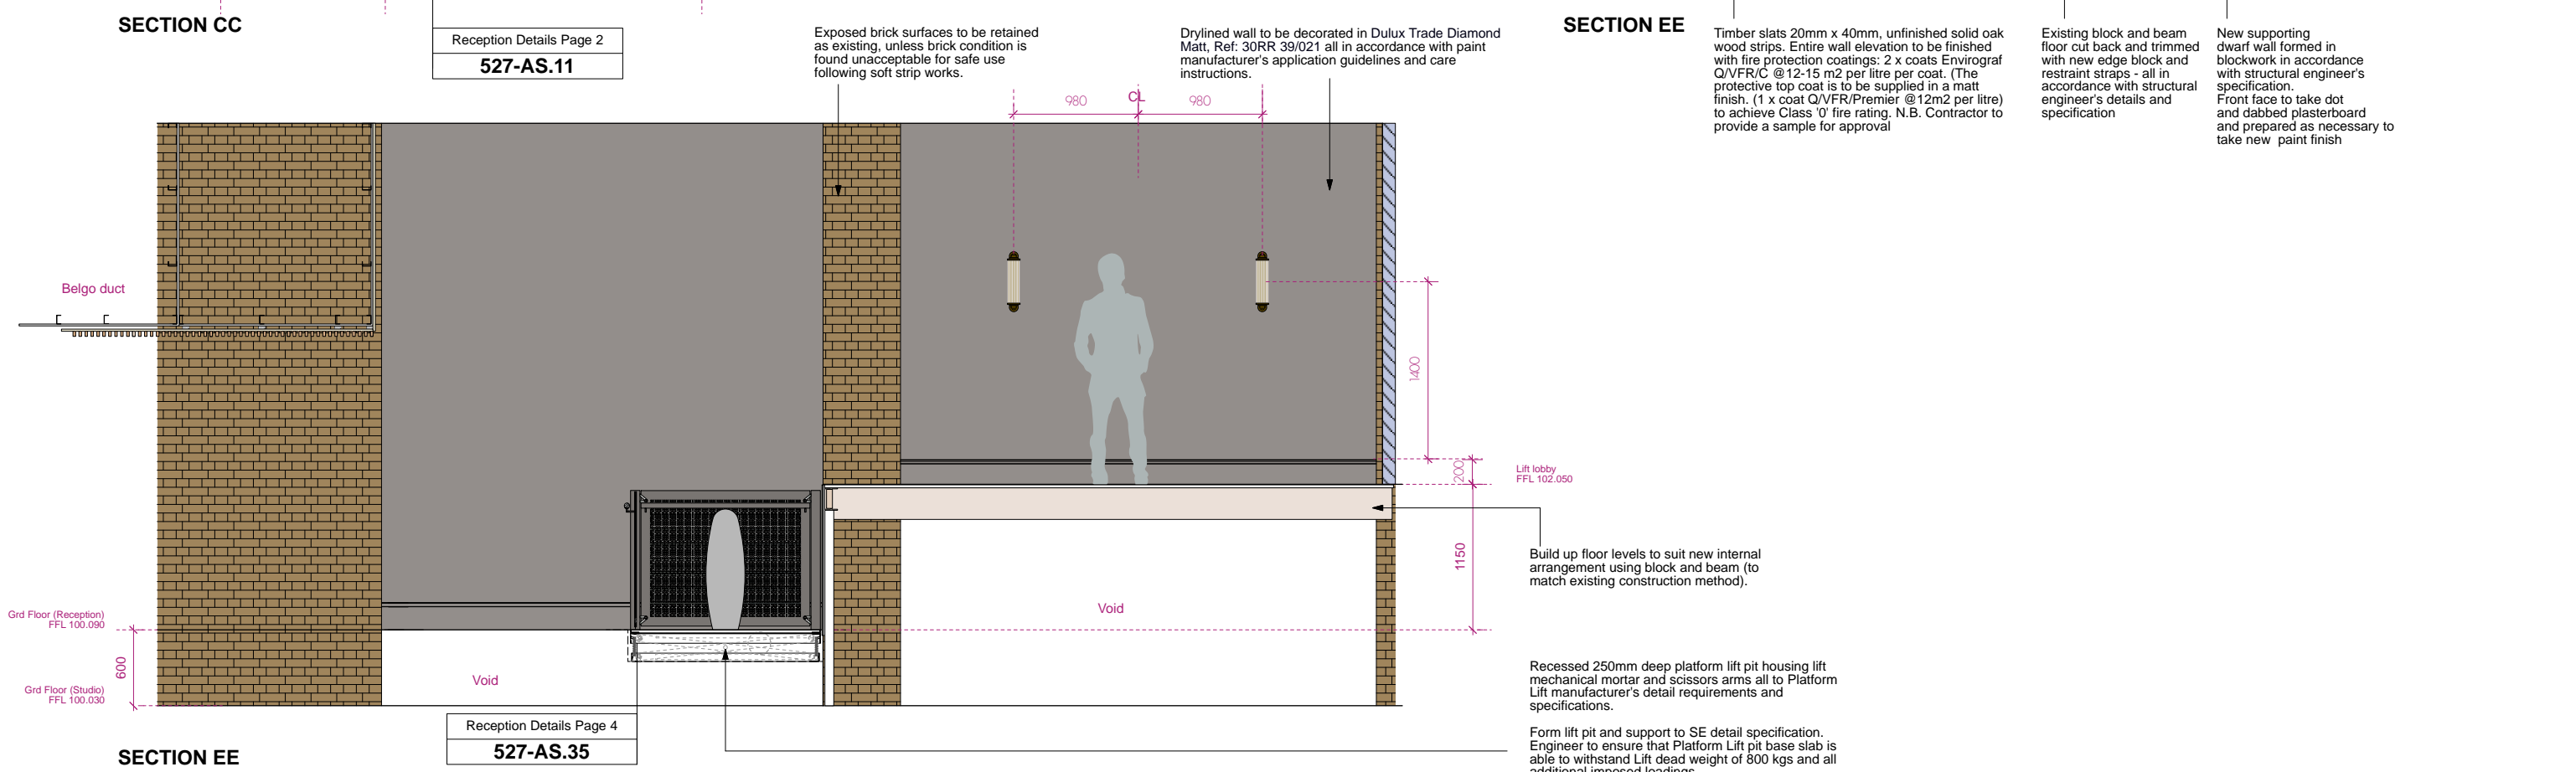 SECTION CC
Reception Details Page 2
527-AS.11
Exposed brick surfaces to be retained
as existing, unless brick condition is
found unacceptable for safe use
following soft strip works.
Drylined wall to be decorated in Dulux Trade Diamond
Matt, Ref: 30RR 39/021 all in accordance with paint
manufacturer's application guidelines and care
instructions.
SECTION EE
Timber slats 20mm x 40mm, unfinished solid oak
wood strips. Entire wall elevation to be finished
with fire protection coatings: 2 x coats Envirograf
Q/VFR/C @12-15 m2 per litre per coat. (The
protective top coat is to be supplied in a matt
finish. (1 x coat Q/VFR/Premier @12m2 per litre)
to achieve Class '0' fire rating. N.B. Contractor to
provide a sample for approval
Existing block and beam
floor cut back and trimmed
with new edge block and
restraint straps - all in
accordance with structural
engineer's details and
specification
New supporting
dwarf wall formed in
blockwork in accordance
with structural engineer's
specification.
Front face to take dot
and dabbed plasterboard
and prepared as necessary to
take new  paint finish
980
CL
980
Belgo duct
1400
200
Lift lobby
FFL 102.050
1150
Build up floor levels to suit new internal
arrangement using block and beam (to
match existing construction method).
Void
Grd Floor (Reception)
FFL 100.090
600
Grd Floor (Studio)
FFL 100.030
Void
Recessed 250mm deep platform lift pit housing lift
mechanical mortar and scissors arms all to Platform
Lift manufacturer's detail requirements and
specifications.
Form lift pit and support to SE detail specification.
Engineer to ensure that Platform Lift pit base slab is
able to withstand Lift dead weight of 800 kgs and all
additional imposed loadings
Reception Details Page 4
527-AS.35
SECTION EE